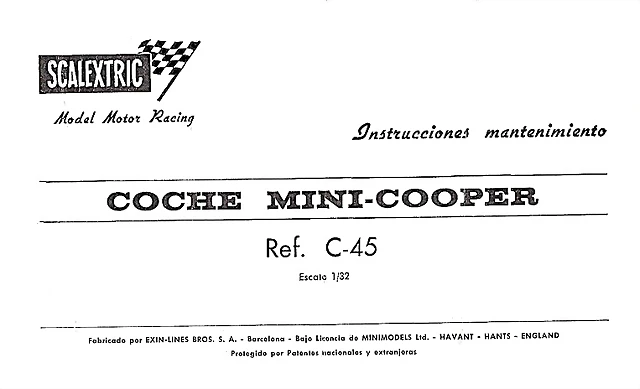 SCALEXTRIC
Model Motor Racing
Instrucciones mantenimiento
COCHE MINI-COOPER
Ref. C-45
Escala 1/32
Fabricado por EXIN-LINES BROS. S. A. - Barcelona - Bajo Licencia de MINIMODELS Ltd. - HAVANT - HANTS - ENGLAND
Protegido por Patentes nacionales y extranjeras